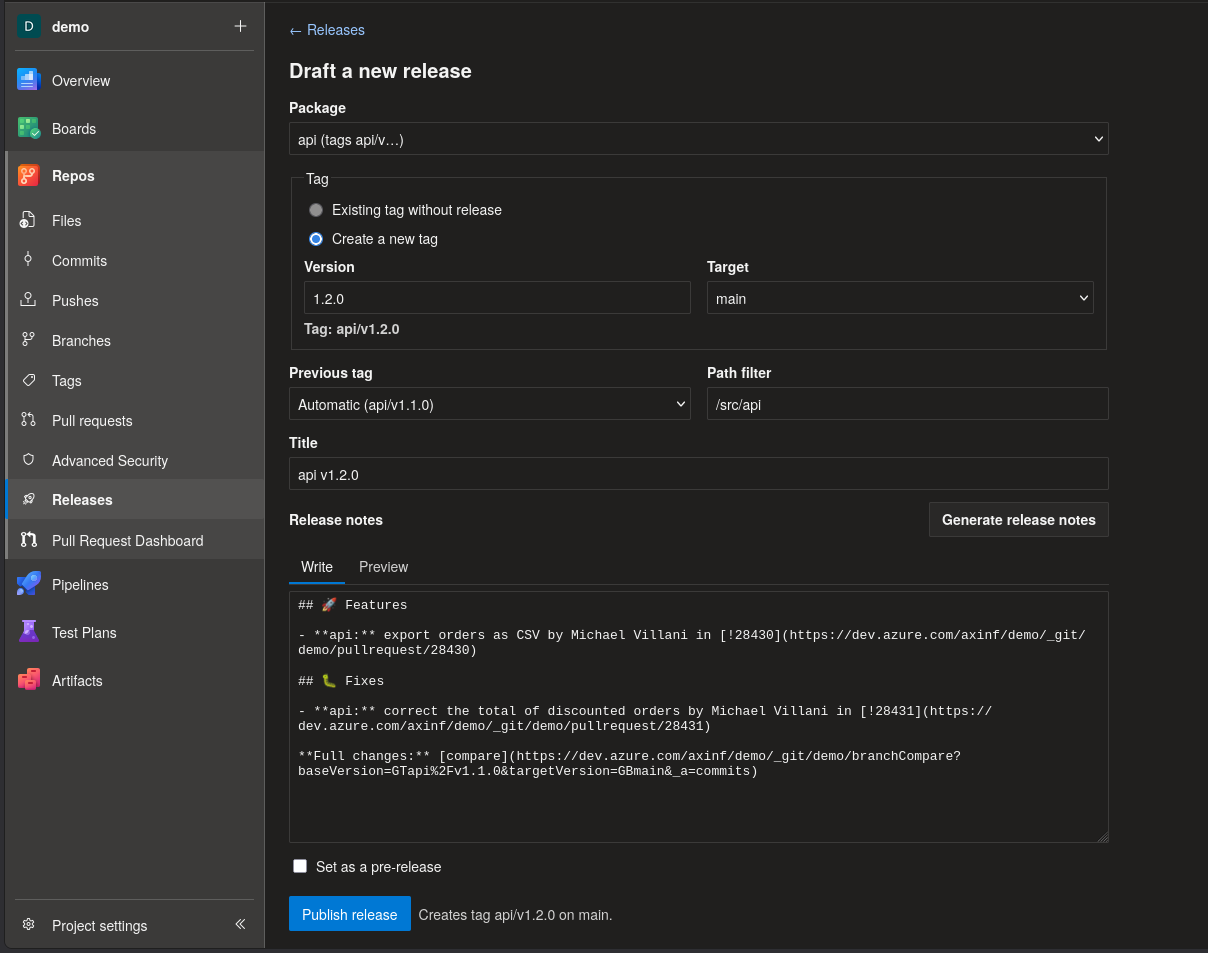 D demo
Overview
Boards
Repos
Files
Commits
Pushes
Branches
Tags
Pull requests
Advanced Security
Releases
Pull Request Dashboard
Pipelines
Test Plans
Artifacts
Project settings
← Releases
Draft a new release
Package
api (tags api/v…)
Tag
Existing tag without release
Create a new tag
Version
Target
1.2.0
main
Tag: api/v1.2.0
Previous tag
Path filter
Automatic (api/v1.1.0)
/src/api
Title
api v1.2.0
Release notes
Generate release notes
Write
Preview
## 🚀 Features
- **api:** export orders as CSV by Michael Villani in [!28430](https://dev.azure.com/axinf/demo/_git/
demo/pullrequest/28430)
## 🐛 Fixes
- **api:** correct the total of discounted orders by Michael Villani in [!28431](https://
dev.azure.com/axinf/demo/_git/demo/pullrequest/28431)
**Full changes:** [compare](https://dev.azure.com/axinf/demo/_git/demo/branchCompare?
baseVersion=GTapi%2Fv1.1.0&targetVersion=GBmain&_a=commits)
Set as a pre-release
Publish release
Creates tag api/v1.2.0 on main.